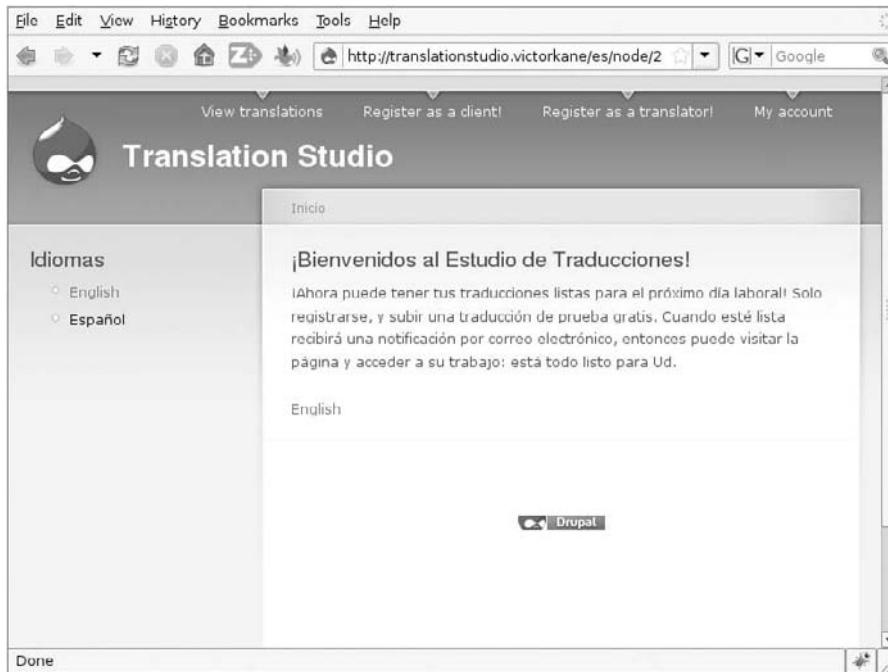 File Edit View History Bookmarks Tools Help
http://translationstudio.victorkane/es/node/2 G Google
View translations Register as a client! Register as a translator! My account
Translation Studio
Inicio
Idiomas
English
Español
¡Bienvenidos al Estudio de Traducciones!
¡Ahora puede tener tus traducciones listas para el próximo día laboral! Solo
registrarse, y subir una traducción de prueba gratis. Cuando esté lista
recibirá una notificación por correo electrónico, entonces puede visitar la
página y acceder a su trabajo: está todo listo para Ud.
English
Drupal
Done